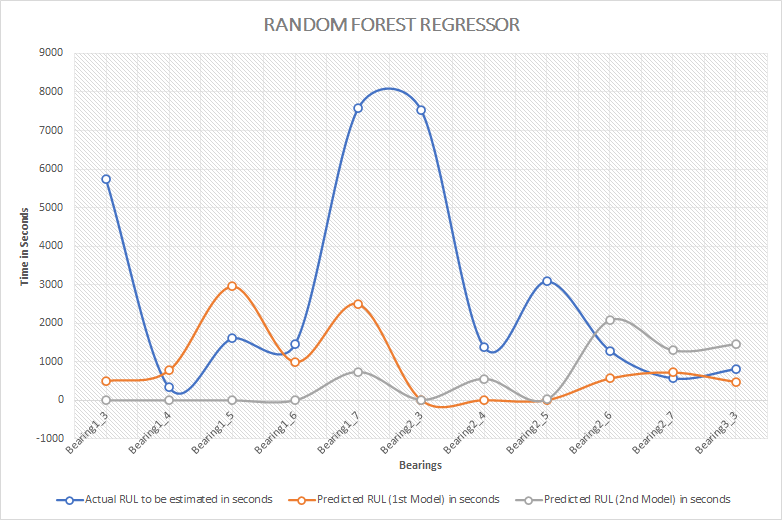 RANDOM FOREST REGRESSOR
9000
8000
7000
6000
5000
4000
3000
2000
1000
0
-1000
Time in Seconds
Bearing1_3
Bearing1_4
Bearing1_5
Bearing1_6
Bearing1_7
Bearing2_3
Bearing2_4
Bearing2_5
Bearing2_6
Bearing2_7
Bearing3_3
Bearings
Actual RUL to be estimated in seconds
Predicted RUL (1st Model) in seconds
Predicted RUL (2nd Model) in seconds